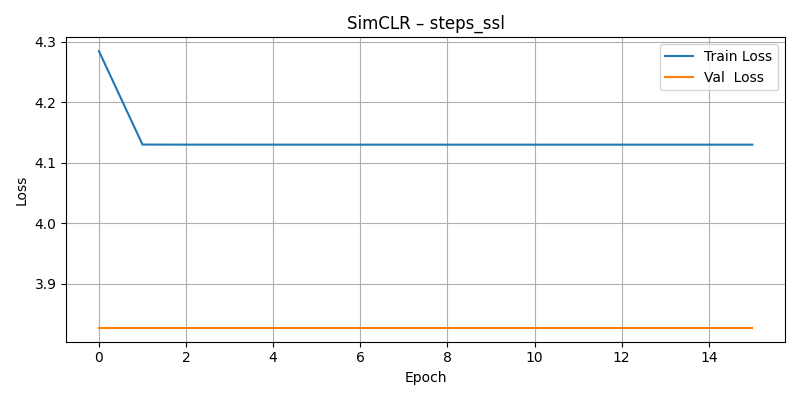 SimCLR – steps_ssl
4.3
4.2
4.1
4.0
3.9
Loss
Train Loss
Val  Loss
0 2 4 6 8 10 12 14
Epoch